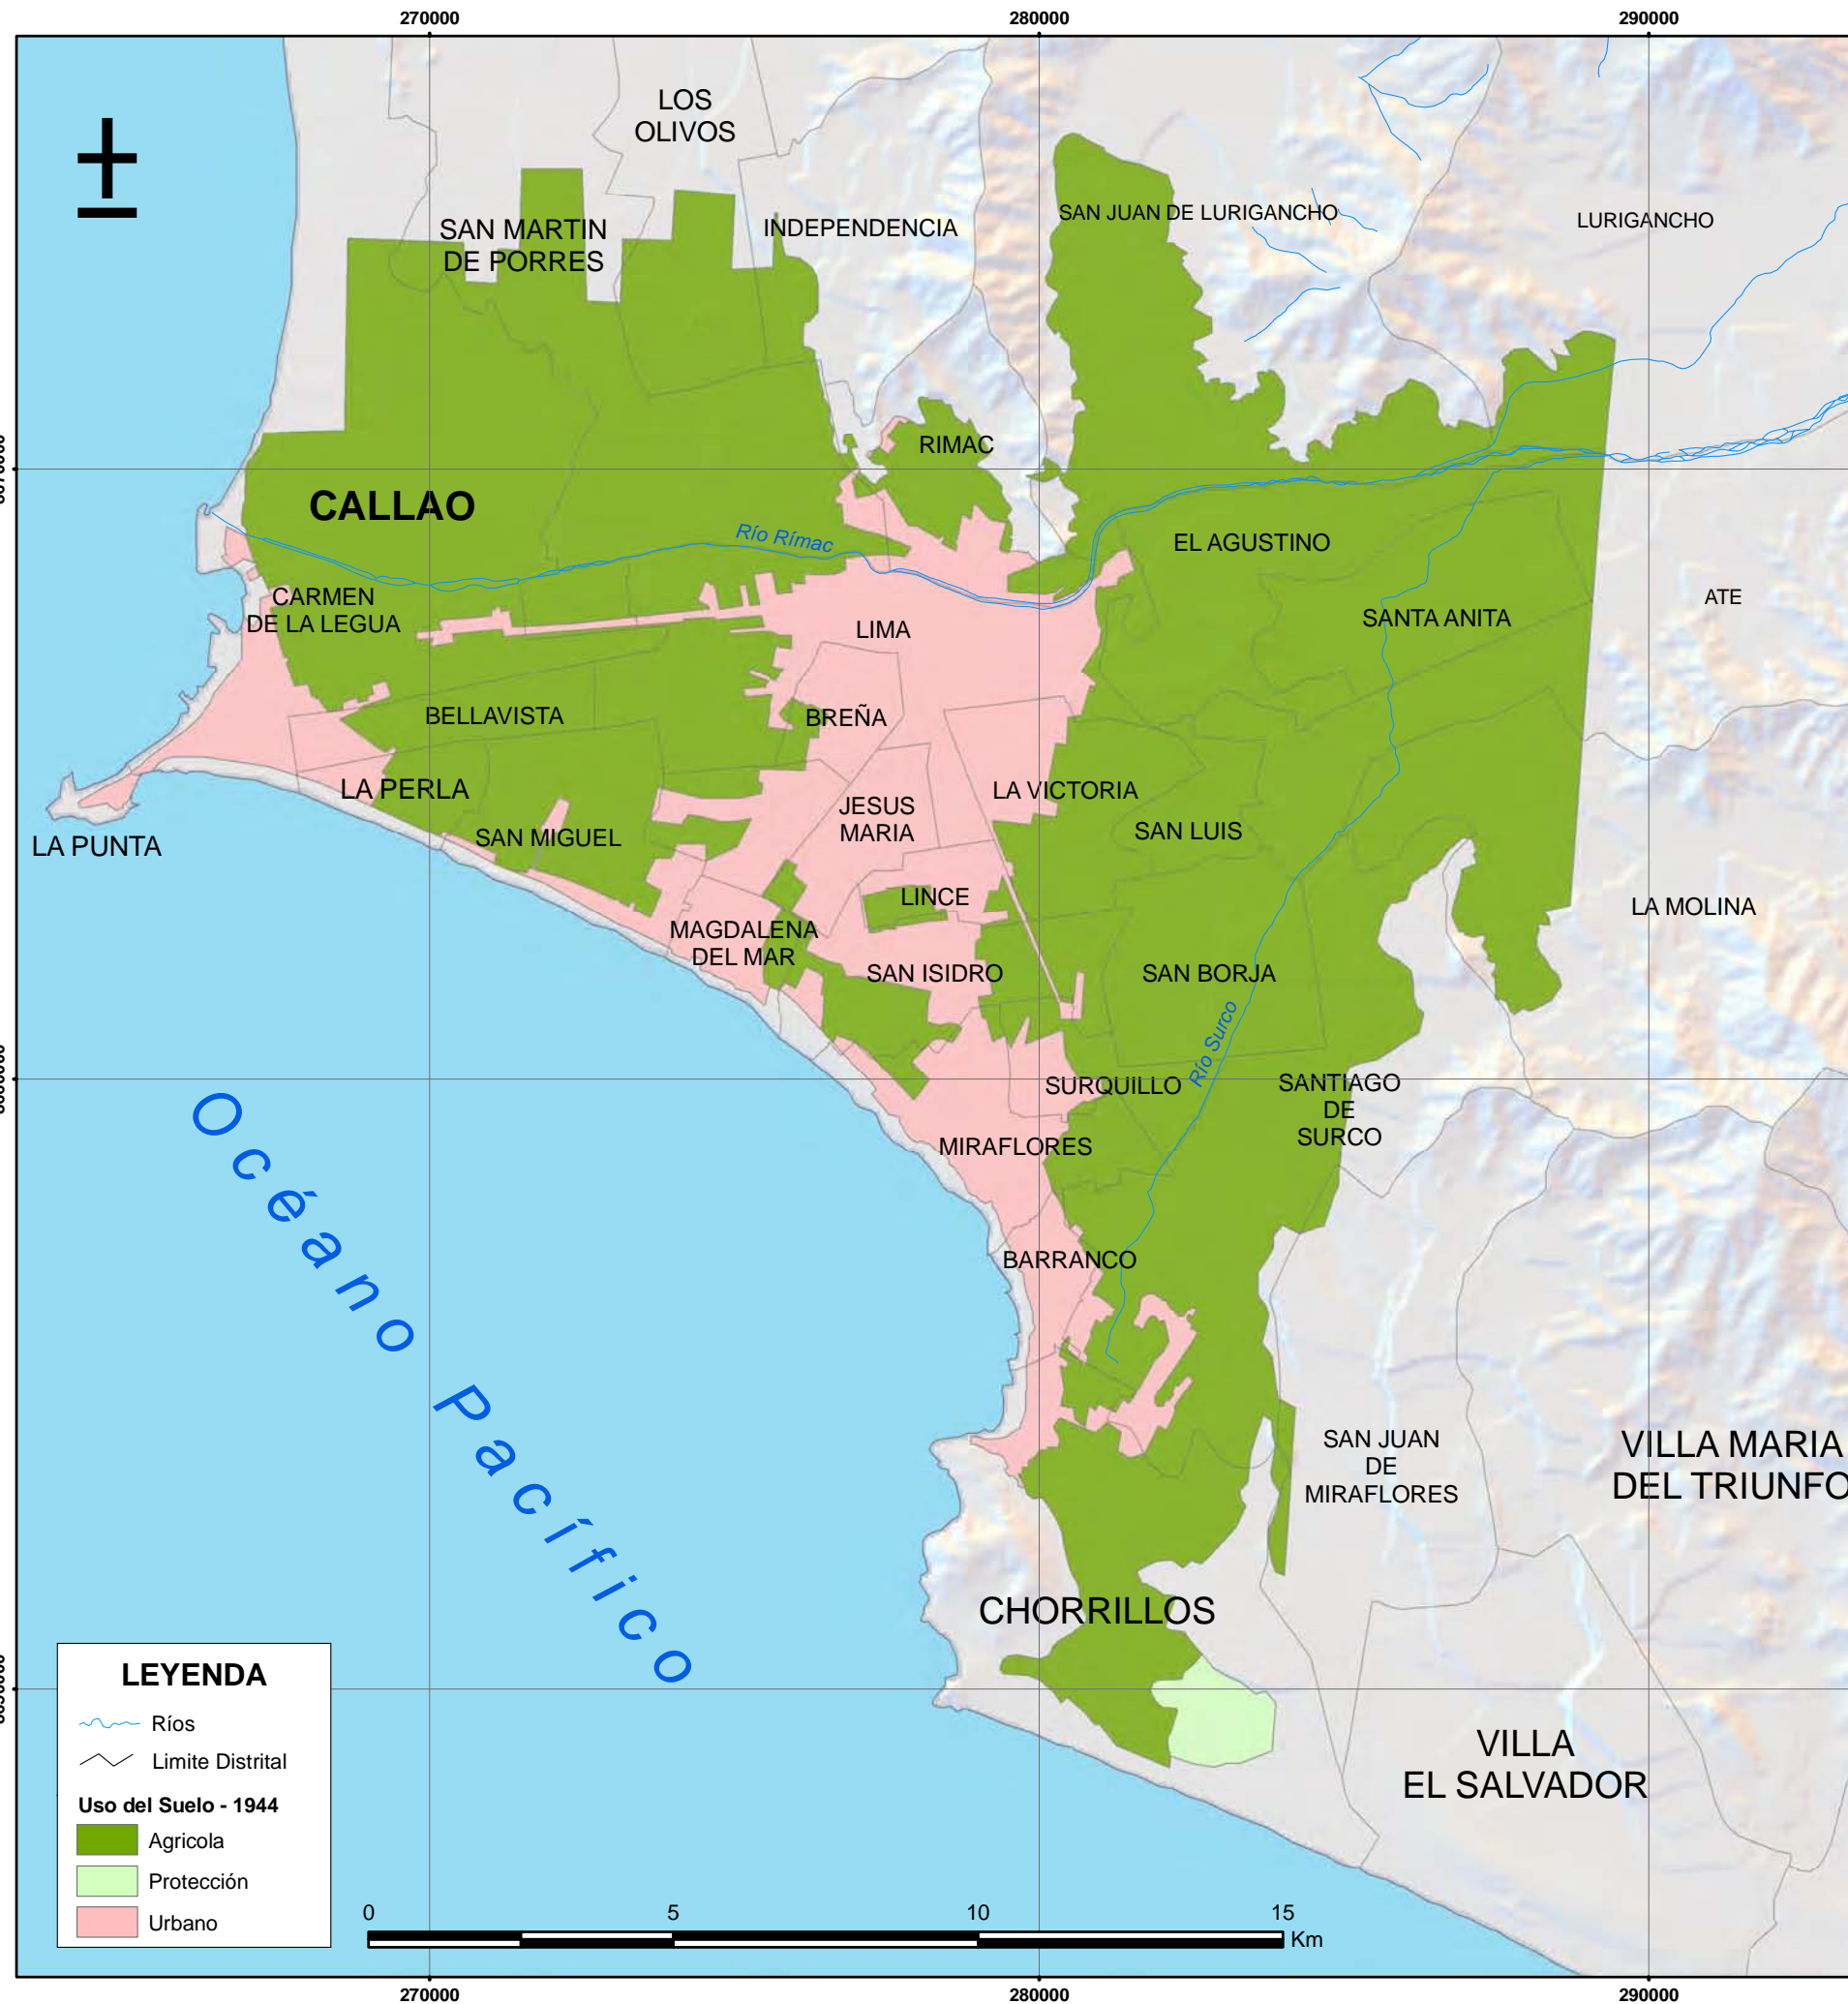 270000
280000
290000
LOS
OLIVOS
SAN MARTIN
DE PORRES
INDEPENDENCIA
SAN JUAN DE LURIGANCHO
LURIGANCHO
RIMAC
CALLAO
Río Rímac
EL AGUSTINO
CARMEN
DE LA LEGUA
LIMA
SANTA ANITA
ATE
BELLAVISTA
BREÑA
LA PERLA
JESUS
MARIA
LA VICTORIA
SAN LUIS
SAN MIGUEL
LA PUNTA
LINCE
LA MOLINA
MAGDALENA
DEL MAR
SAN ISIDRO
SAN BORJA
Río Surco
SURQUILLO
SANTIAGO
DE
SURCO
MIRAFLORES
BARRANCO
Océano Pacífico
SAN JUAN
DE
MIRAFLORES
VILLA MARIA
DEL TRIUNFO
CHORRILLOS
VILLA
EL SALVADOR
LEYENDA
Ríos
Limite Distrital
Uso del Suelo - 1944
Agricola
Protección
Urbano
0
5
10
15
Km
270000
280000
290000